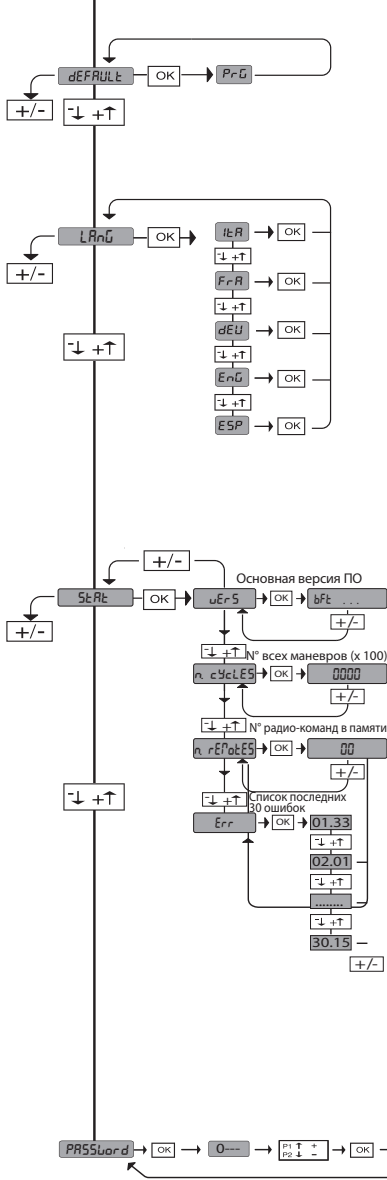 dEFAULt OK PrG
+/- -↓ +↑
LAnG OK ItA OK
+/- -↓ +↑
FrA OK
-↓ +↑
dEU OK
-↓ +↑ -↓ +↑
EnG OK
-↓ +↑
ESP OK
+/-
Основная версия ПО
StAt OK vErS OK bFt ...
+/- +/-
-↓ +↑ N° всех маневров (x 100)
n. cYcLES OK 0000
+/-
-↓ +↑ N° радио-команд в памяти
n. rEMotES OK 00
+/-
-↓ +↑ -↓ +↑ Список последних
30 ошибок
Err OK 01.33
-↓ +↑
02.01
-↓ +↑
........
-↓ +↑
30.15
+/-
PASSword OK 0--- P1 ↑ + OK
P2 ↓ -